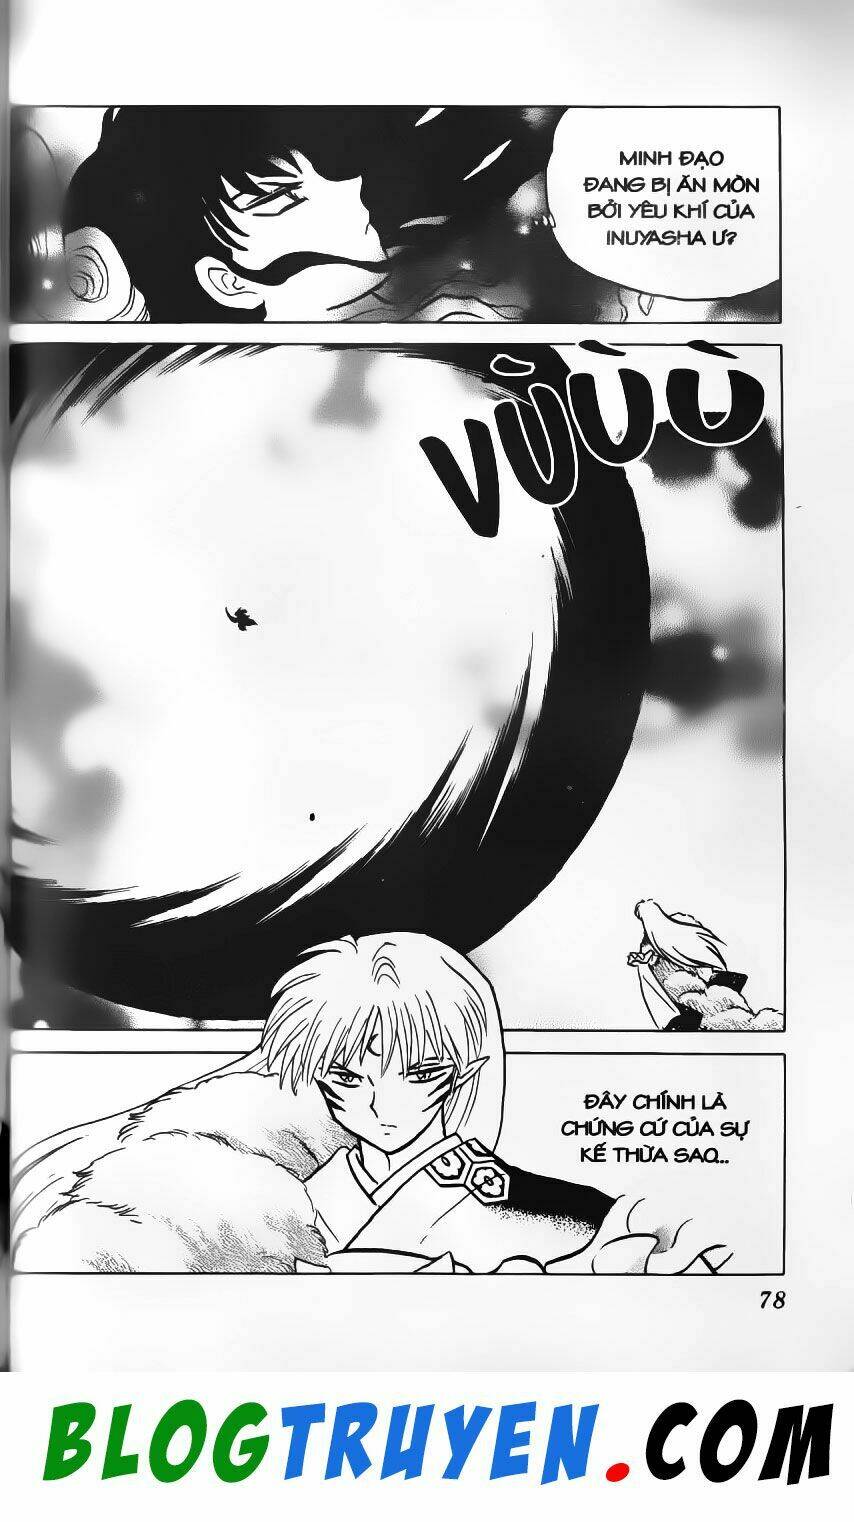 MINH ĐẠO
ĐANG BỊ ĂN MÒN
BỞI YÊU KHÍ CỦA
INUYASHA Ư?
VÙÙÙ
ĐÂY CHÍNH LÀ
CHỨNG CỨ CỦA SỰ
KẾ THỪA SAO...
78
BLOGTRUYEN.COM